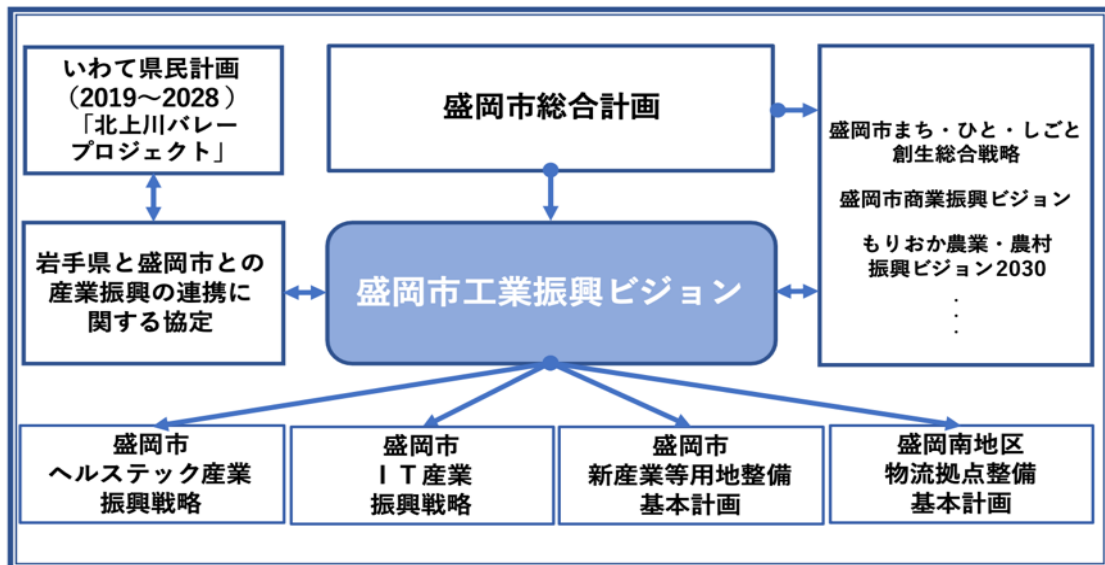 いわて県民計画
（2019～2028）
「北上川バレー
プロジェクト」
盛岡市総合計画
盛岡市まち・ひと・しごと
創生総合戦略
盛岡市商業振興ビジョン
もりおか農業・農村
振興ビジョン2030
・
・
・
岩手県と盛岡市との
産業振興の連携に
関する協定
盛岡市工業振興ビジョン
盛岡市
ヘルステック産業
振興戦略
盛岡市
ＩＴ産業
振興戦略
盛岡市
新産業等用地整備
基本計画
盛岡南地区
物流拠点整備
基本計画